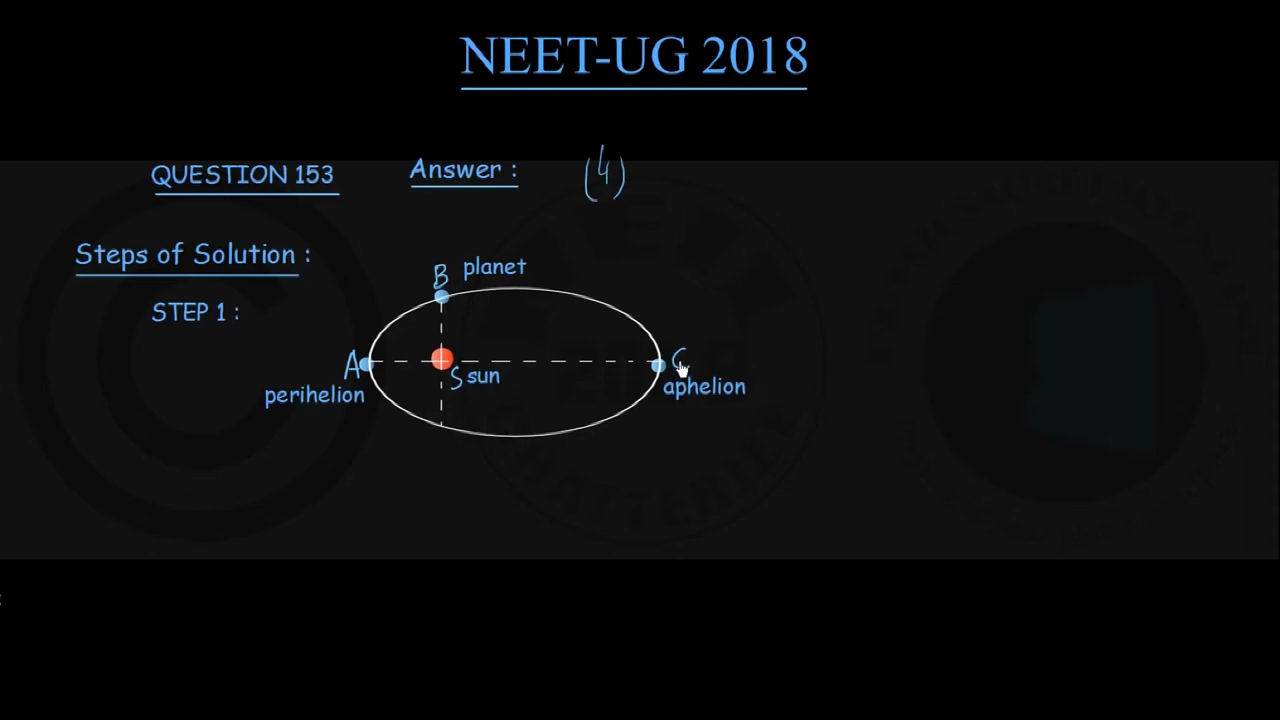 NEET-UG 2018
QUESTION 153 Answer : (4)
Steps of Solution :
B planet
STEP 1 :
A C
S sun
perihelion aphelion